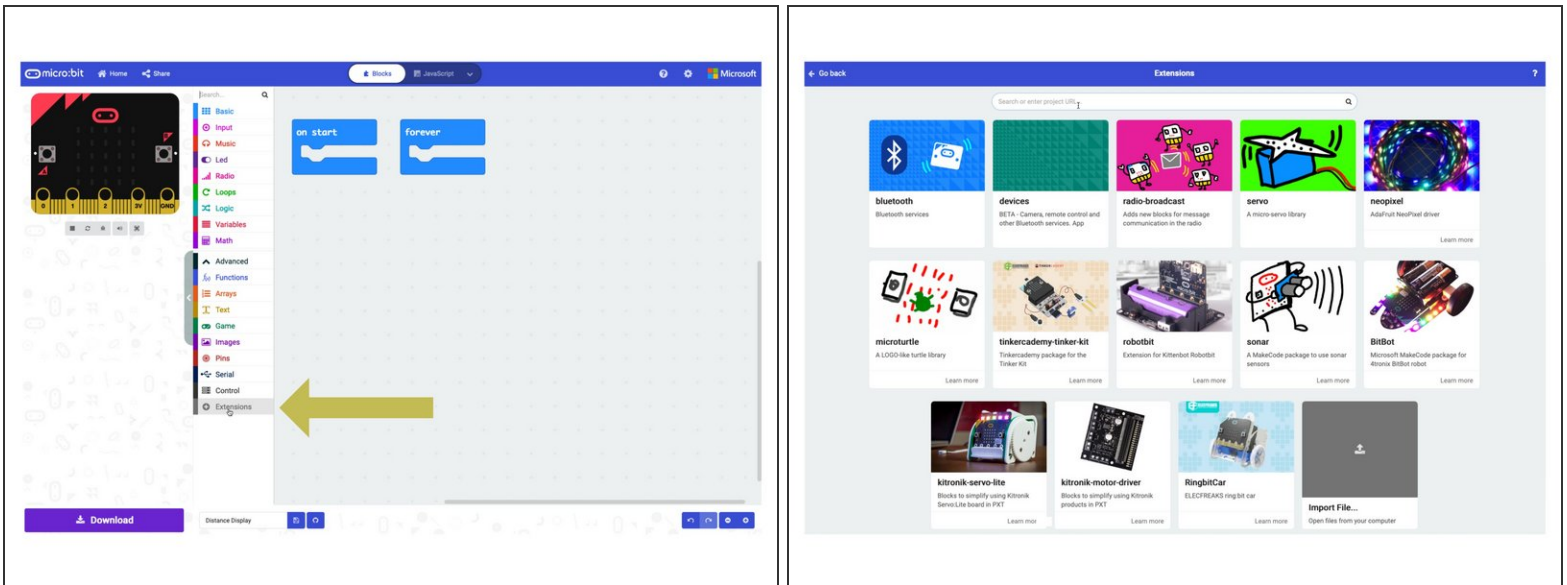 micro:bit Home Share Blocks JavaScript Microsoft
Search...
Basic
Input
Music
Led
Radio
Loops
Logic
Variables
Math
Advanced
Functions
Arrays
Text
Game
Images
Pins
Serial
Control
Extensions
on start forever
0 1 2 3V GND
Download
Distance Display
Go back Extensions ?
Search or enter project URL...
bluetooth
Bluetooth services
devices
BETA - Camera, remote control and
other Bluetooth services. App
radio-broadcast
Adds new blocks for message
communication in the radio
servo
A micro-servo library
neopixel
AdaFruit NeoPixel driver
Learn more
microturtle
A LOGO-like turtle library
Learn more
tinkercademy-tinker-kit
Tinkercademy package for the
Tinker Kit
Learn more
robotbit
Extension for Kittenbot Robotbit
Learn more
sonar
A MakeCode package to use sonar
sensors
Learn more
BitBot
Microsoft MakeCode package for
4tronix BitBot robot
Learn more
kitronik-servo-lite
Blocks to simplify using Kitronik
Servo:Lite board in PXT
Learn mor
kitronik-motor-driver
Blocks to simplify using Kitronik
products in PXT
Learn more
RingbitCar
ELECFREAKS ring:bit car
Learn more
Import File...
Open files from your computer